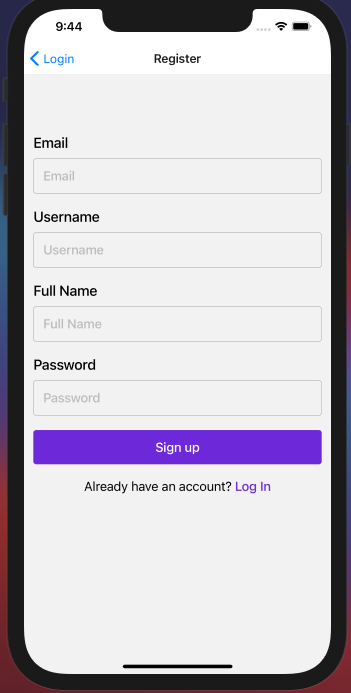 9:44
Login
Register
Email
Email
Username
Username
Full Name
Full Name
Password
Password
Sign up
Already have an account? Log In